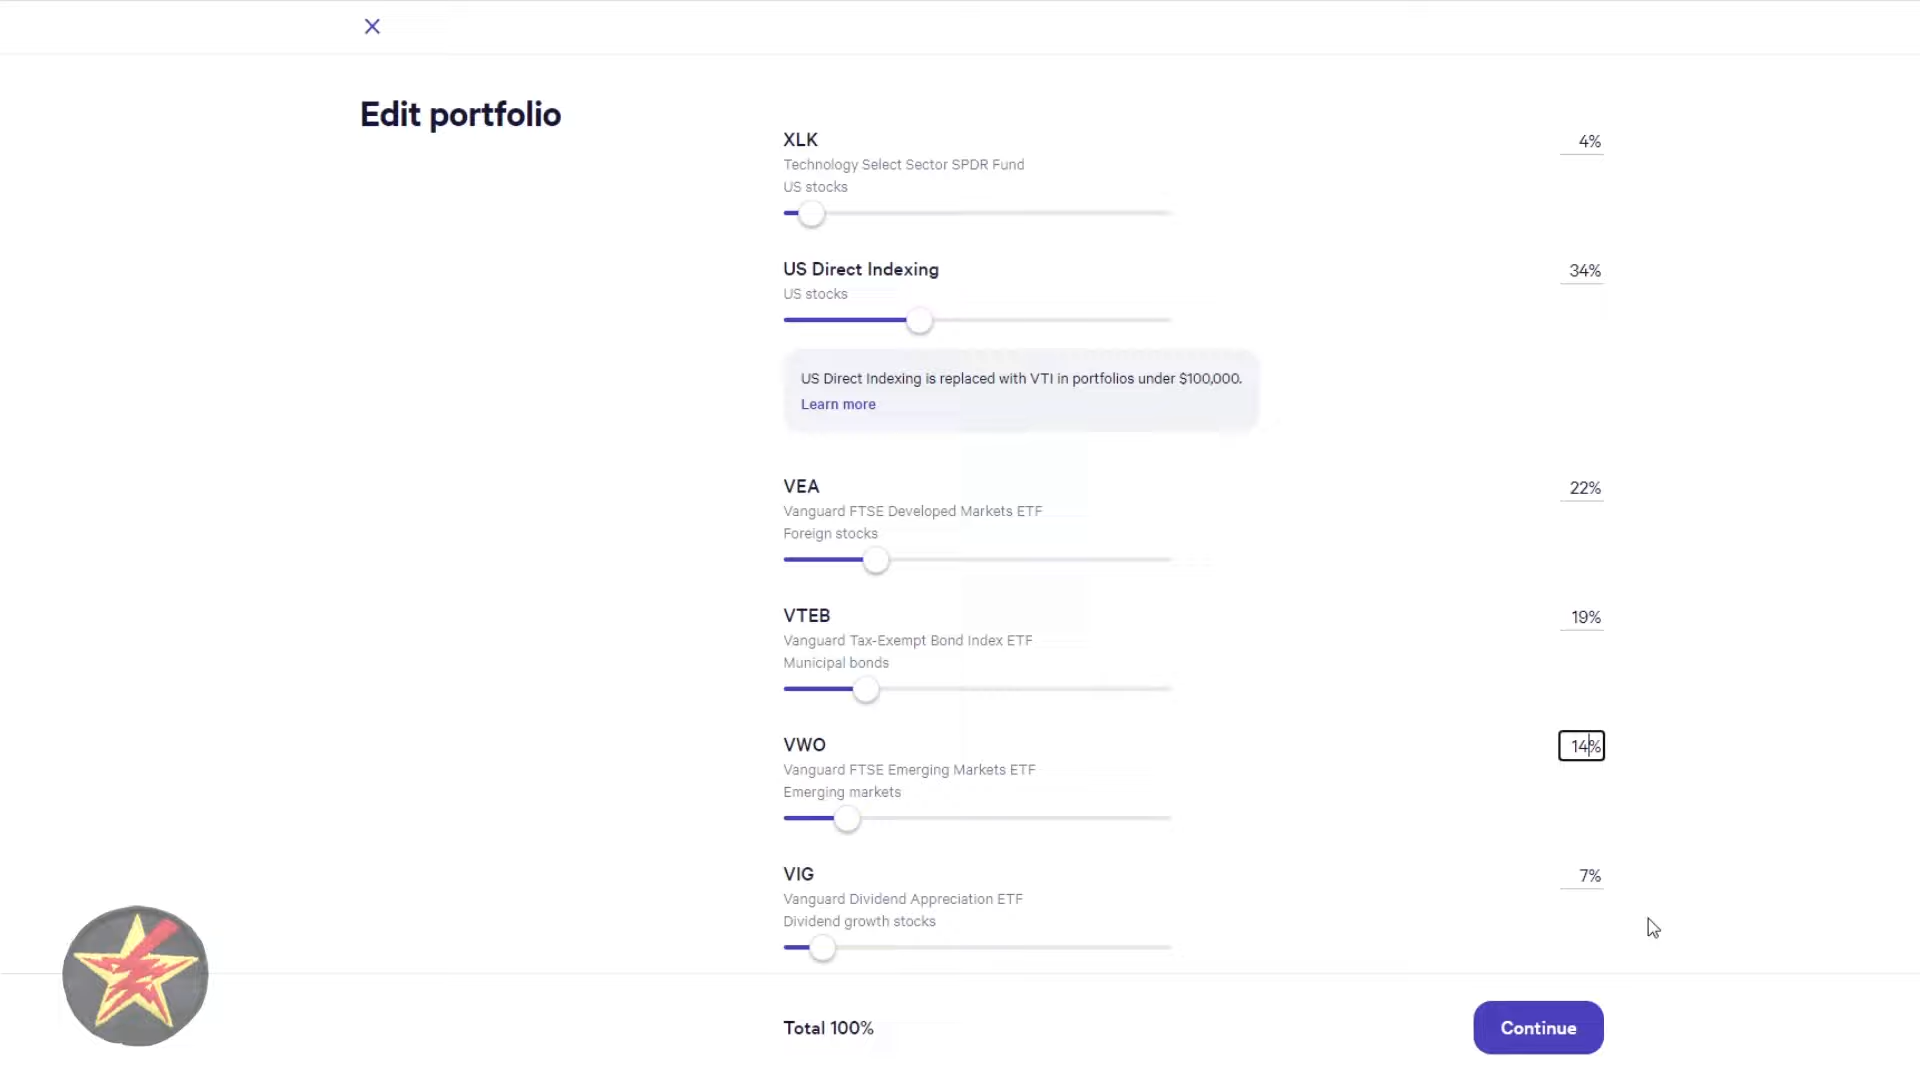 Edit portfolio
XLK
4%
Technology Select Sector SPDR Fund
US stocks
US Direct Indexing
34%
US stocks
US Direct Indexing is replaced with VTI in portfolios under $100,000.
Learn more
VEA
22%
Vanguard FTSE Developed Markets ETF
Foreign stocks
VTEB
19%
Vanguard Tax-Exempt Bond Index ETF
Municipal bonds
VWO
14%
Vanguard FTSE Emerging Markets ETF
Emerging markets
VIG
7%
Vanguard Dividend Appreciation ETF
Dividend growth stocks
Total 100%
Continue